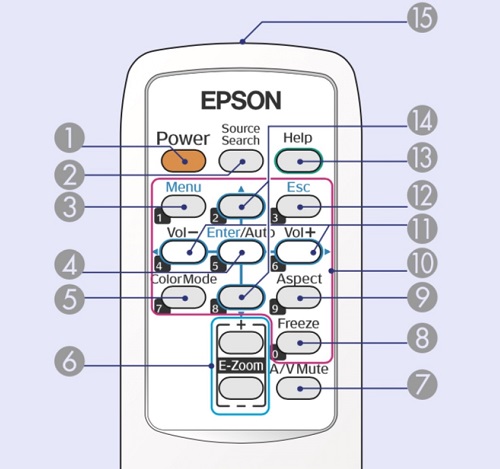 15
EPSON
1
Power
Source
Search
Help
14
2
13
Menu
Esc
3
1
2
3
12
Vol−
Enter/Auto
Vol+
11
4
4
5
6
10
ColorMode
Aspect
5
7
8
9
9
+
Freeze
6
E-Zoom
0
8
A/V Mute
7
−